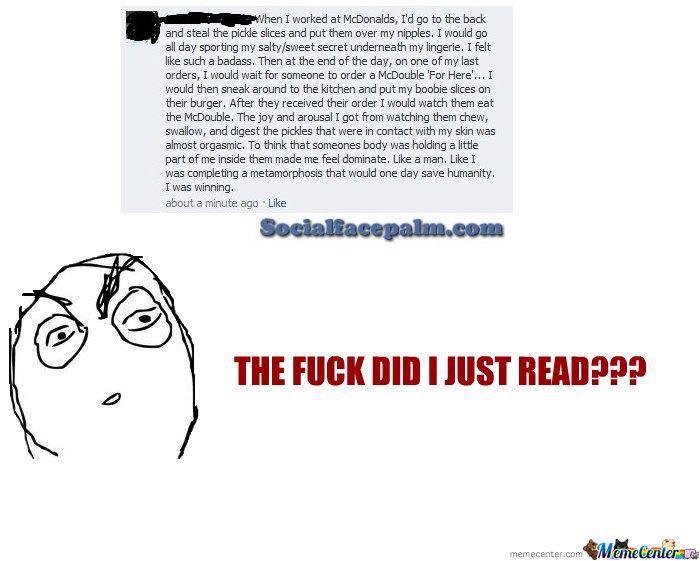 When I worked at McDonalds, I'd go to the back
and steal the pickle slices and put them over my nipples. I would go
all day sporting my salty/sweet secret underneath my lingerie. I felt
like such a badass. Then at the end of the day, on one of my last
orders, I would wait for someone to order a McDouble 'For Here'... I
would then sneak around to the kitchen and put my boobie slices on
their burger. After they received their order I would watch them eat
the McDouble. The joy and arousal I got from watching them chew,
swallow, and digest the pickles that were in contact with my skin was
almost orgasmic. To think that someones body was holding a little
part of me inside them made me feel dominate. Like a man. Like I
was completing a metamorphosis that would one day save humanity.
I was winning.
about a minute ago · Like
Socialfacepalm.com
THE FUCK DID I JUST READ???
memecenter.com MemeCenter